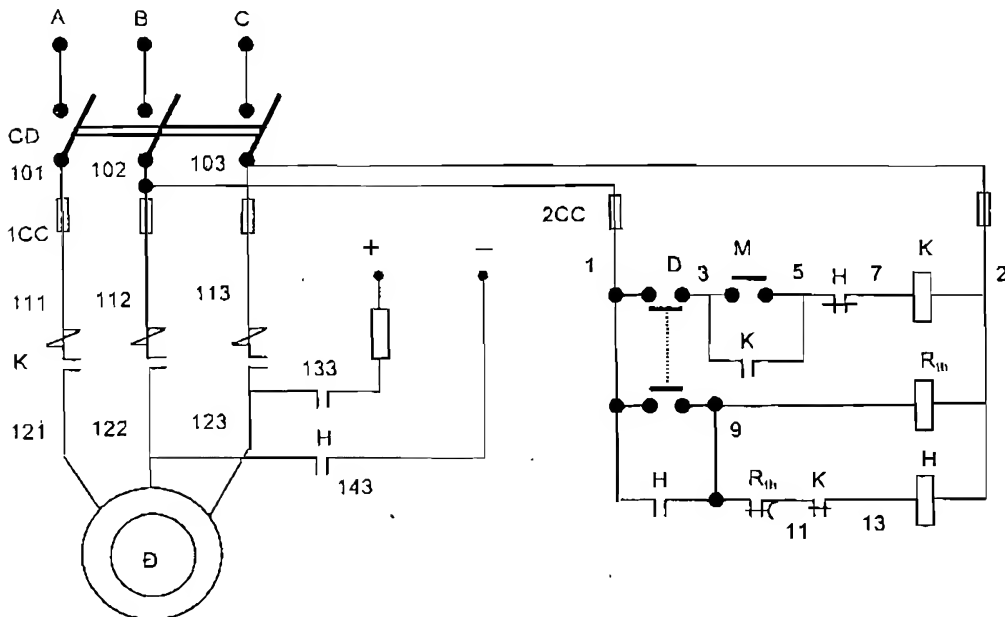 A B C
CD
101 102 103
1CC
2CC
+ −
1 D 3 M 5 H 7 K 2
111 112 113
K
K
133
Rth
121 122 123
9
H
H Rth K H
143
11 13
Đ